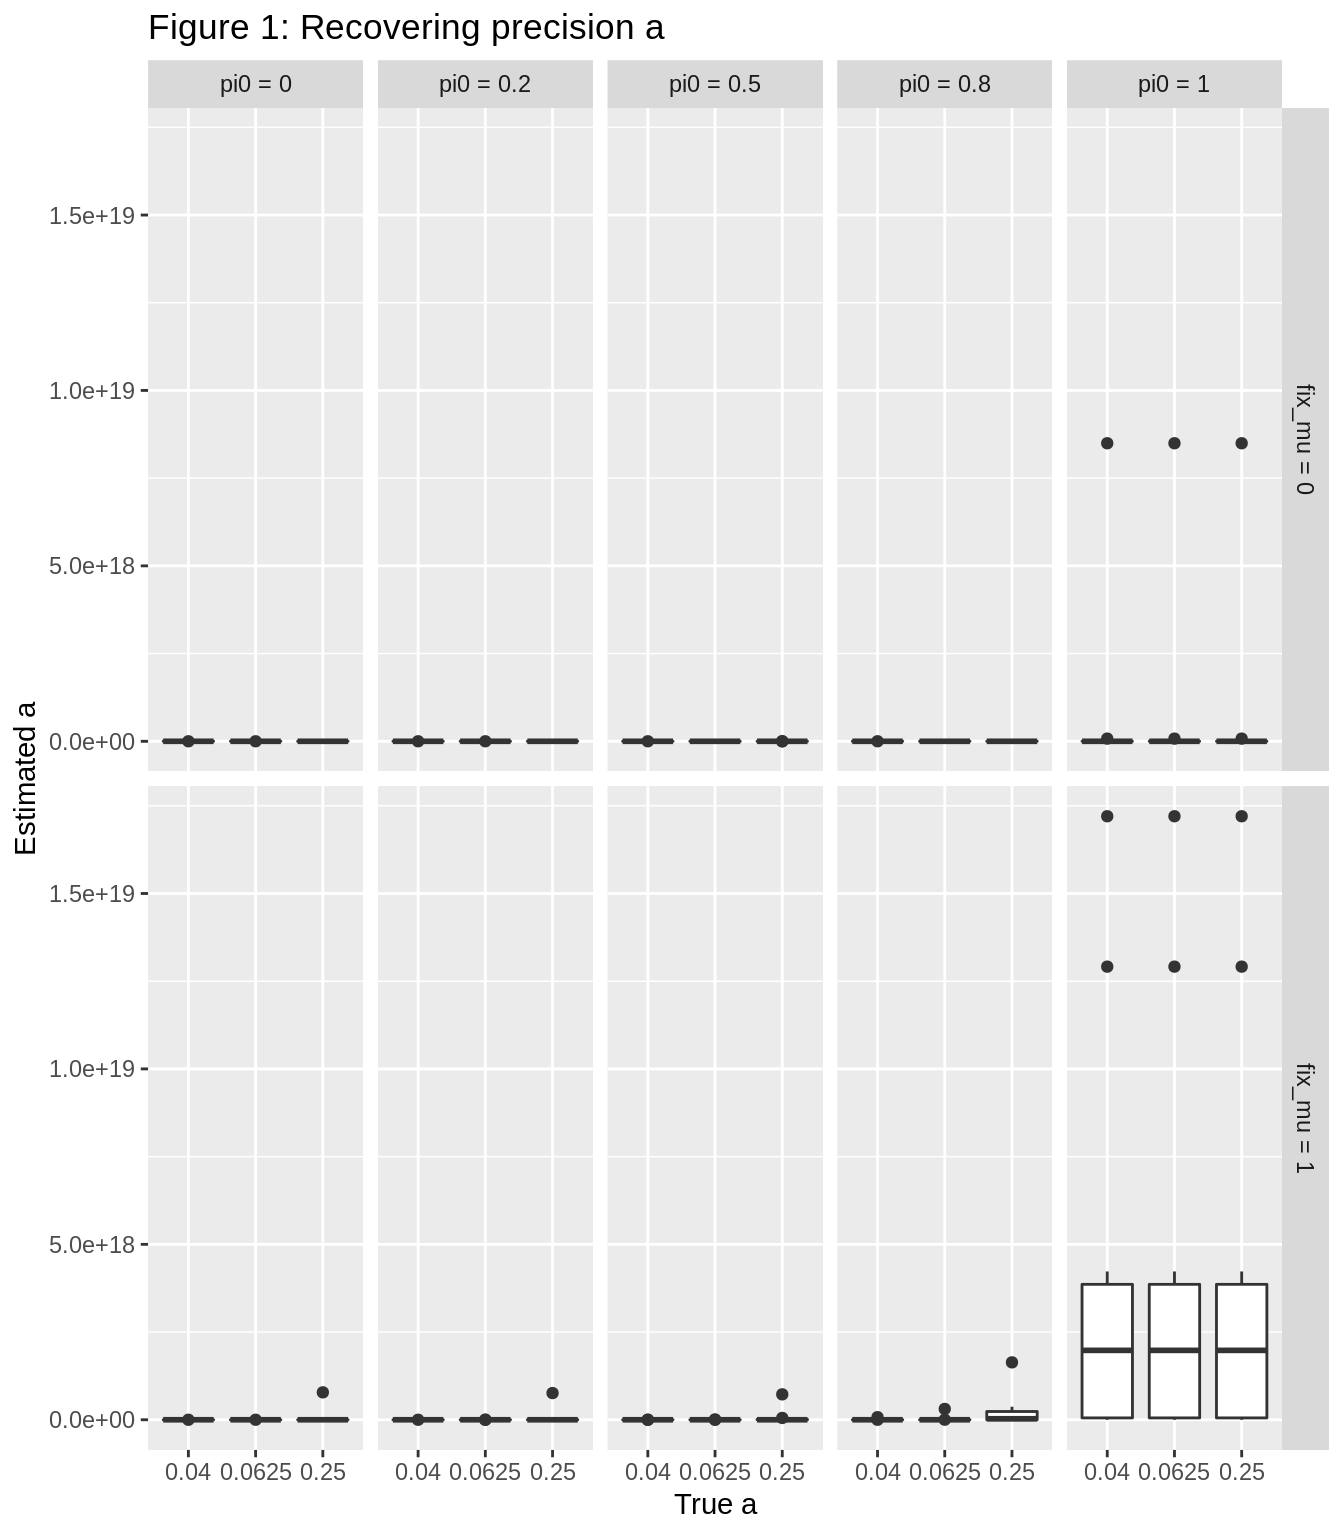 Figure 1: Recovering precision a
pi0 = 0 pi0 = 0.2 pi0 = 0.5 pi0 = 0.8 pi0 = 1
1.5e+19
1.0e+19
5.0e+18
0.0e+00
fix_mu = 0
Estimated a
1.5e+19
1.0e+19
5.0e+18
0.0e+00
fix_mu = 1
0.04 0.0625 0.25 0.04 0.0625 0.25 0.04 0.0625 0.25 0.04 0.0625 0.25 0.04 0.0625 0.25
True a